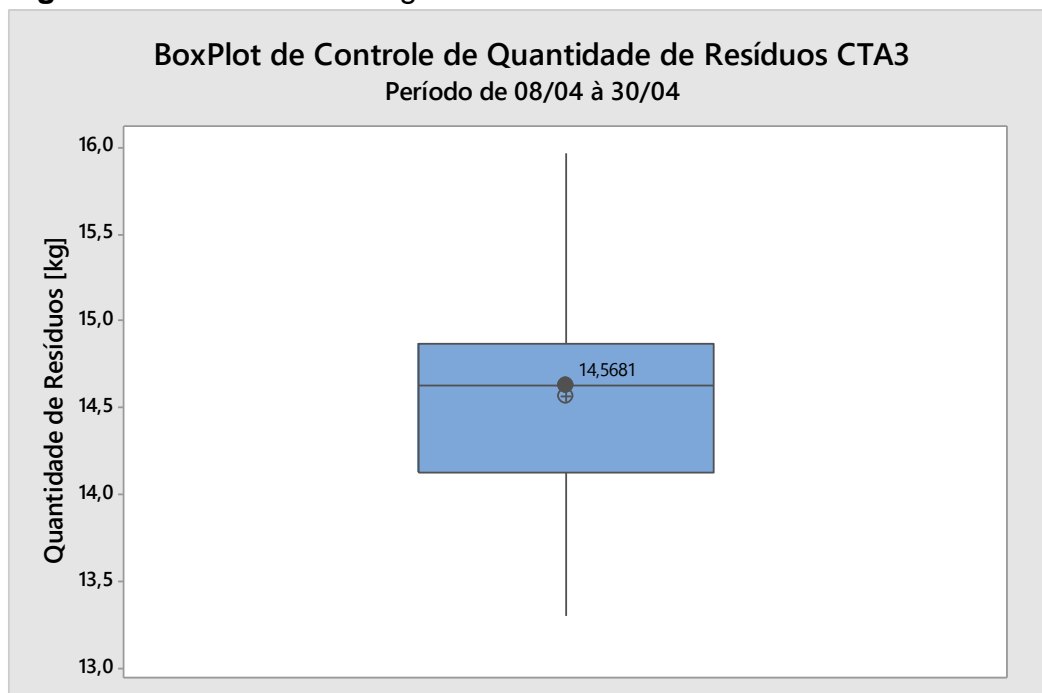 BoxPlot de Controle de Quantidade de Resíduos CTA3
Período de 08/04 à 30/04
16,0
15,5
15,0
14,5
14,0
13,5
13,0
Quantidade de Resíduos [kg]
14,5681